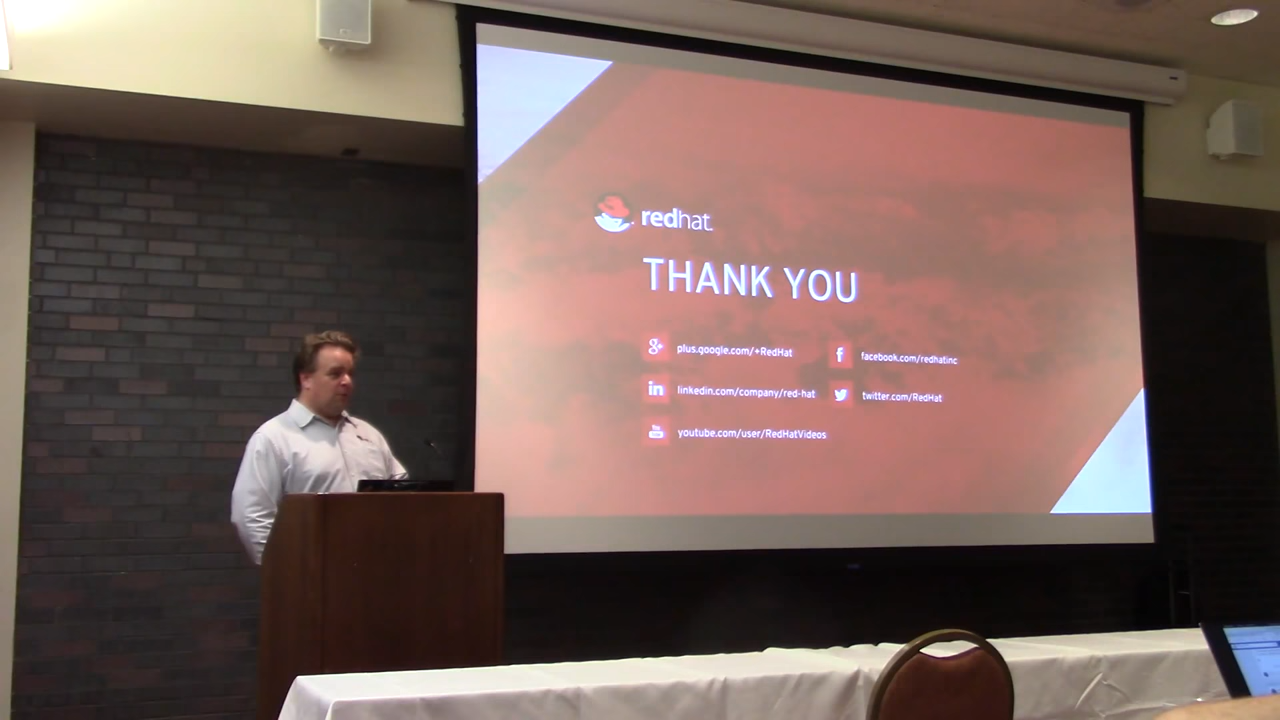 redhat.
THANK YOU
plus.google.com/+RedHat
facebook.com/redhatinc
linkedin.com/company/red-hat
twitter.com/RedHat
youtube.com/user/RedHatVideos